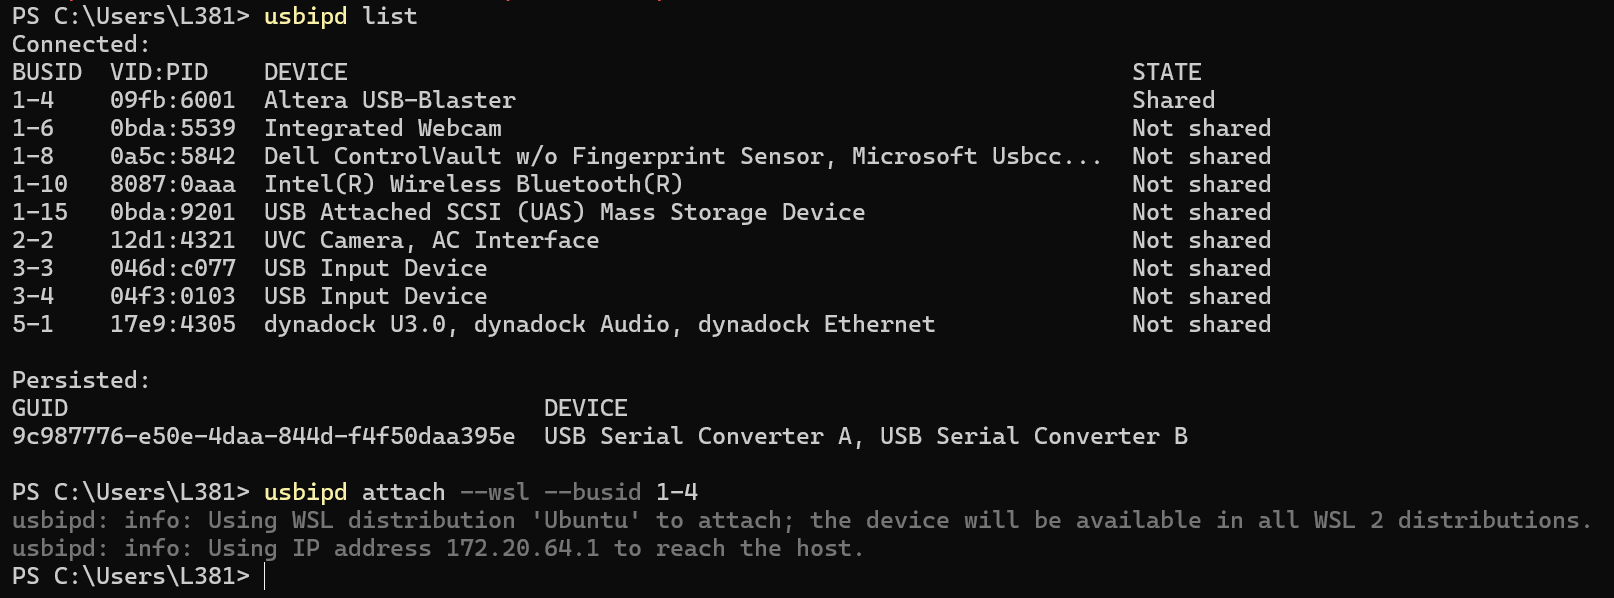 PS C:\Users\L381> usbipd list
Connected:
BUSID  VID:PID    DEVICE                                                        STATE
1-4    09fb:6001  Altera USB-Blaster                                            Shared
1-6    0bda:5539  Integrated Webcam                                             Not shared
1-8    0a5c:5842  Dell ControlVault w/o Fingerprint Sensor, Microsoft Usbcc...  Not shared
1-10   8087:0aaa  Intel(R) Wireless Bluetooth(R)                                Not shared
1-15   0bda:9201  USB Attached SCSI (UAS) Mass Storage Device                   Not shared
2-2    12d1:4321  UVC Camera, AC Interface                                      Not shared
3-3    046d:c077  USB Input Device                                              Not shared
3-4    04f3:0103  USB Input Device                                              Not shared
5-1    17e9:4305  dynadock U3.0, dynadock Audio, dynadock Ethernet              Not shared
Persisted:
GUID                                  DEVICE
9c987776-e50e-4daa-844d-f4f50daa395e  USB Serial Converter A, USB Serial Converter B
PS C:\Users\L381> usbipd attach --wsl --busid 1-4
usbipd: info: Using WSL distribution 'Ubuntu' to attach; the device will be available in all WSL 2 distributions.
usbipd: info: Using IP address 172.20.64.1 to reach the host.
PS C:\Users\L381>